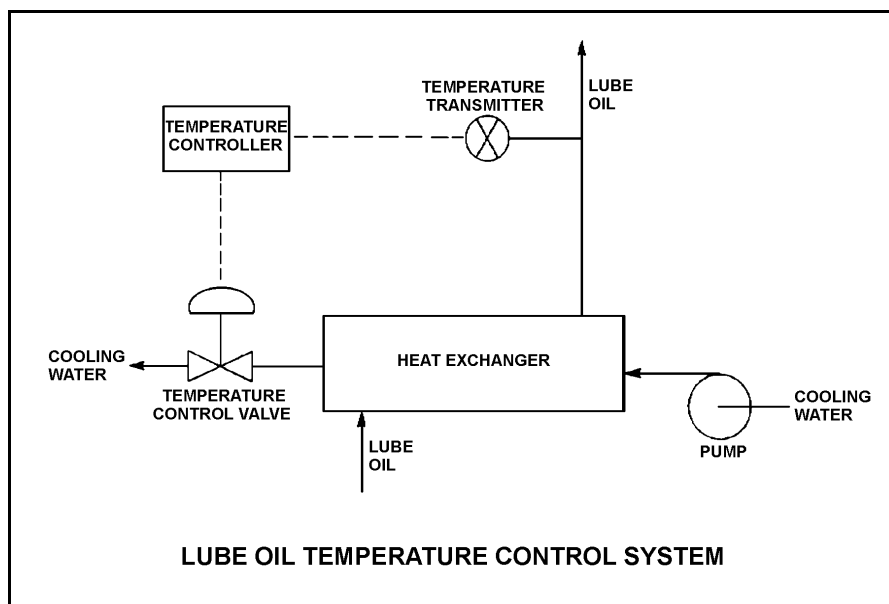 TEMPERATURE
TRANSMITTER
LUBE
OIL
TEMPERATURE
CONTROLLER
COOLING
WATER
TEMPERATURE
CONTROL VALVE
HEAT EXCHANGER
LUBE
OIL
COOLING
WATER
PUMP
LUBE OIL TEMPERATURE CONTROL SYSTEM